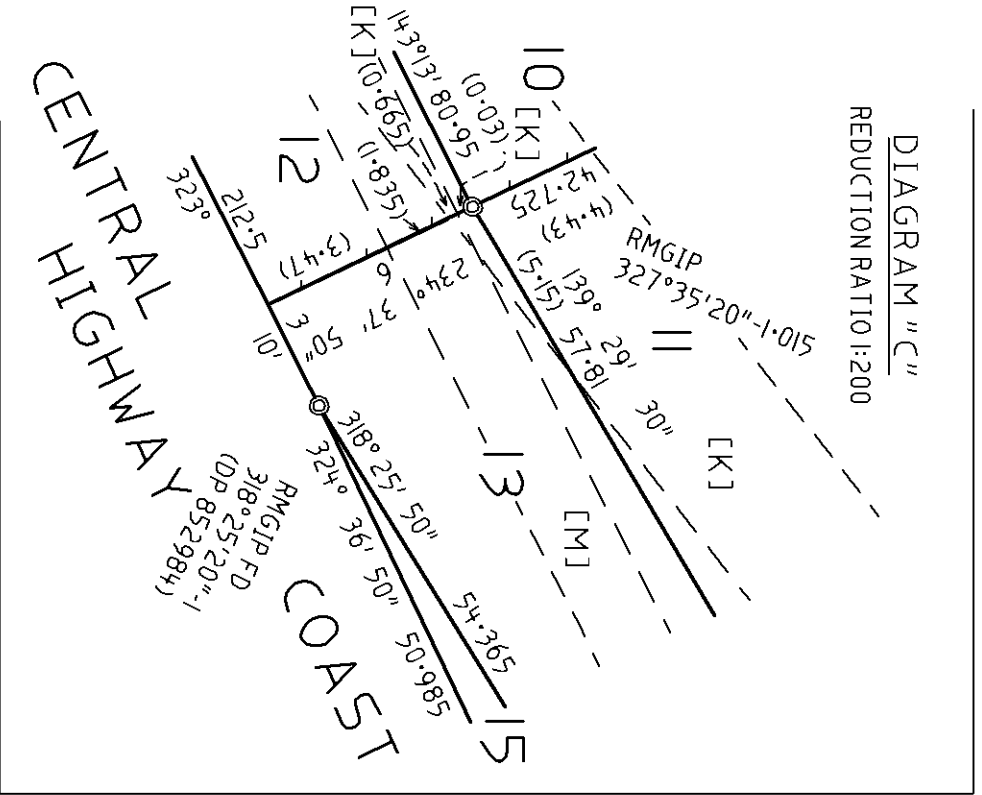 DIAGRAM "C"
REDUCTION RATIO 1:200
10
[K]
143°13' 80·95
(0·03)
[K]
(0·665)
(1·835)
12
(3·47)
42·725
(4·43)
RMGIP
327°35'20"-1·015
(5·15)
139° 29' 30"
57·81
11
[K]
234° 37' 50"
6
13
[M]
212·5
323° 10'
3
318° 25' 50"
54·365
324° 36' 50"
50·985
15
RMGIP FD
318°25'20"-1
(DP 852984)
CENTRAL
COAST
HIGHWAY